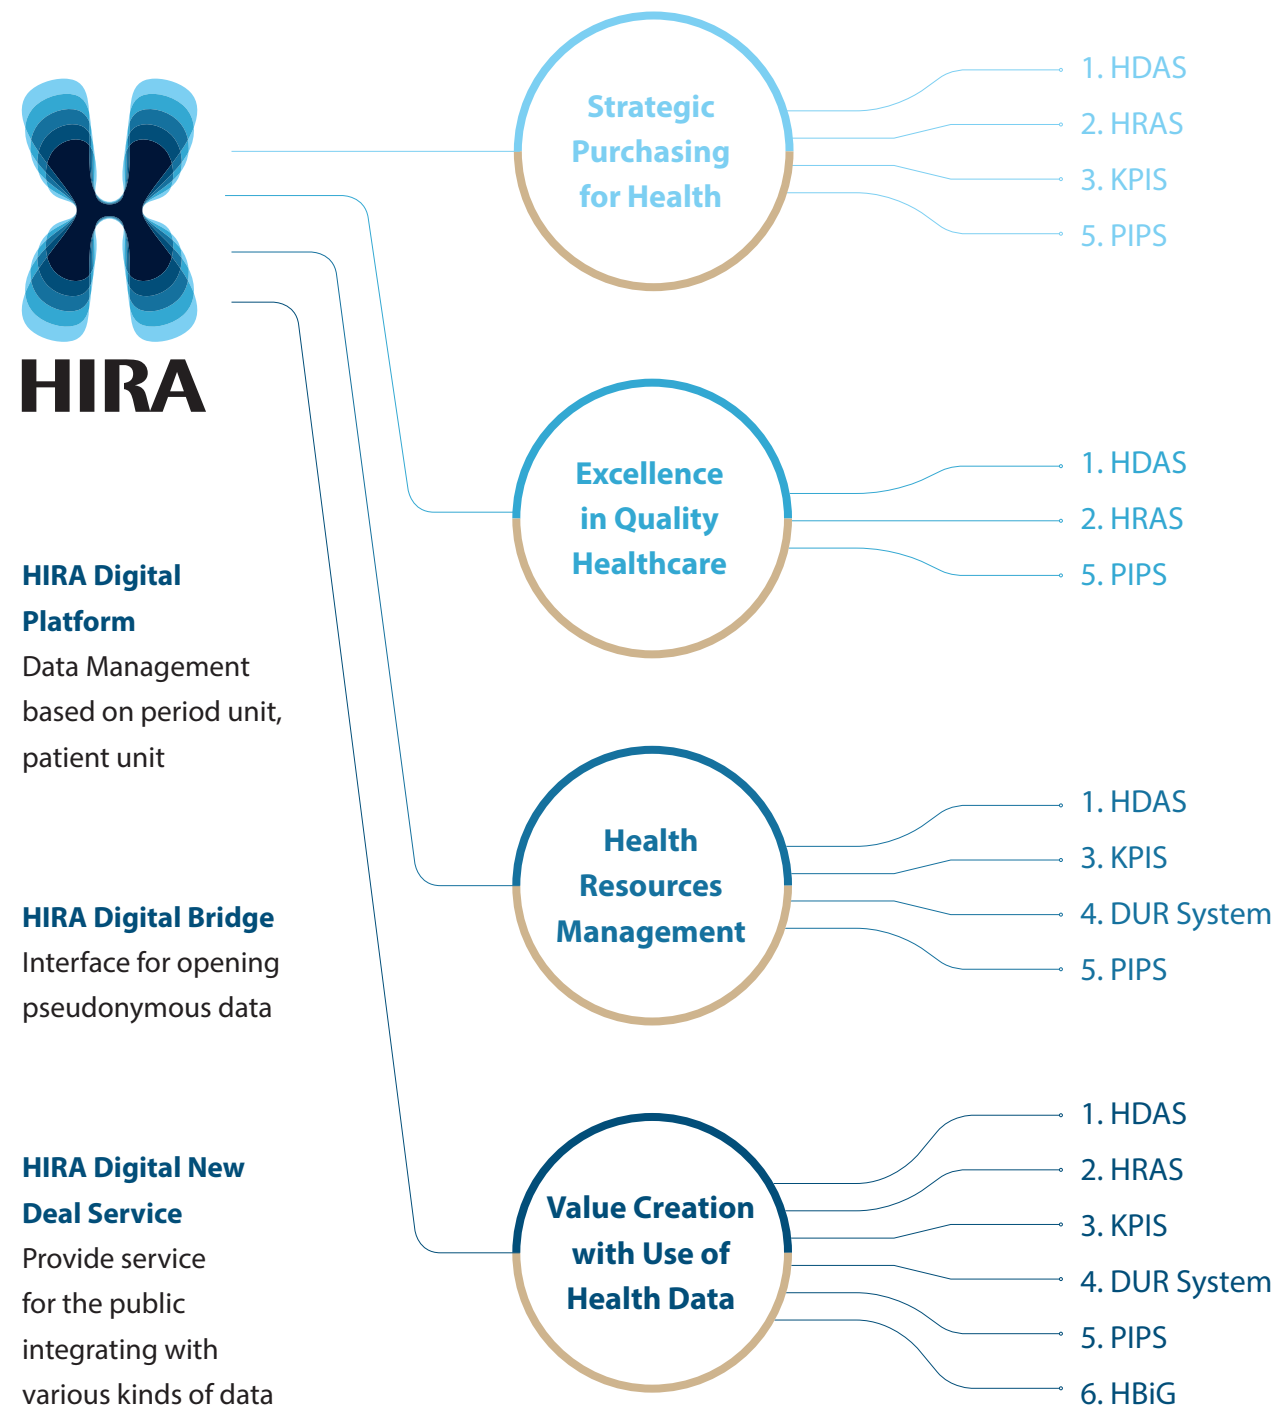 HIRA
HIRA Digital
Platform
Data Management
based on period unit,
patient unit
HIRA Digital Bridge
Interface for opening
pseudonymous data
HIRA Digital New
Deal Service
Provide service
for the public
integrating with
various kinds of data
Strategic
Purchasing
for Health
1. HDAS
2. HRAS
3. KPIS
5. PIPS
Excellence
in Quality
Healthcare
1. HDAS
2. HRAS
5. PIPS
Health
Resources
Management
1. HDAS
3. KPIS
4. DUR System
5. PIPS
Value Creation
with Use of
Health Data
1. HDAS
2. HRAS
3. KPIS
4. DUR System
5. PIPS
6. HBiG